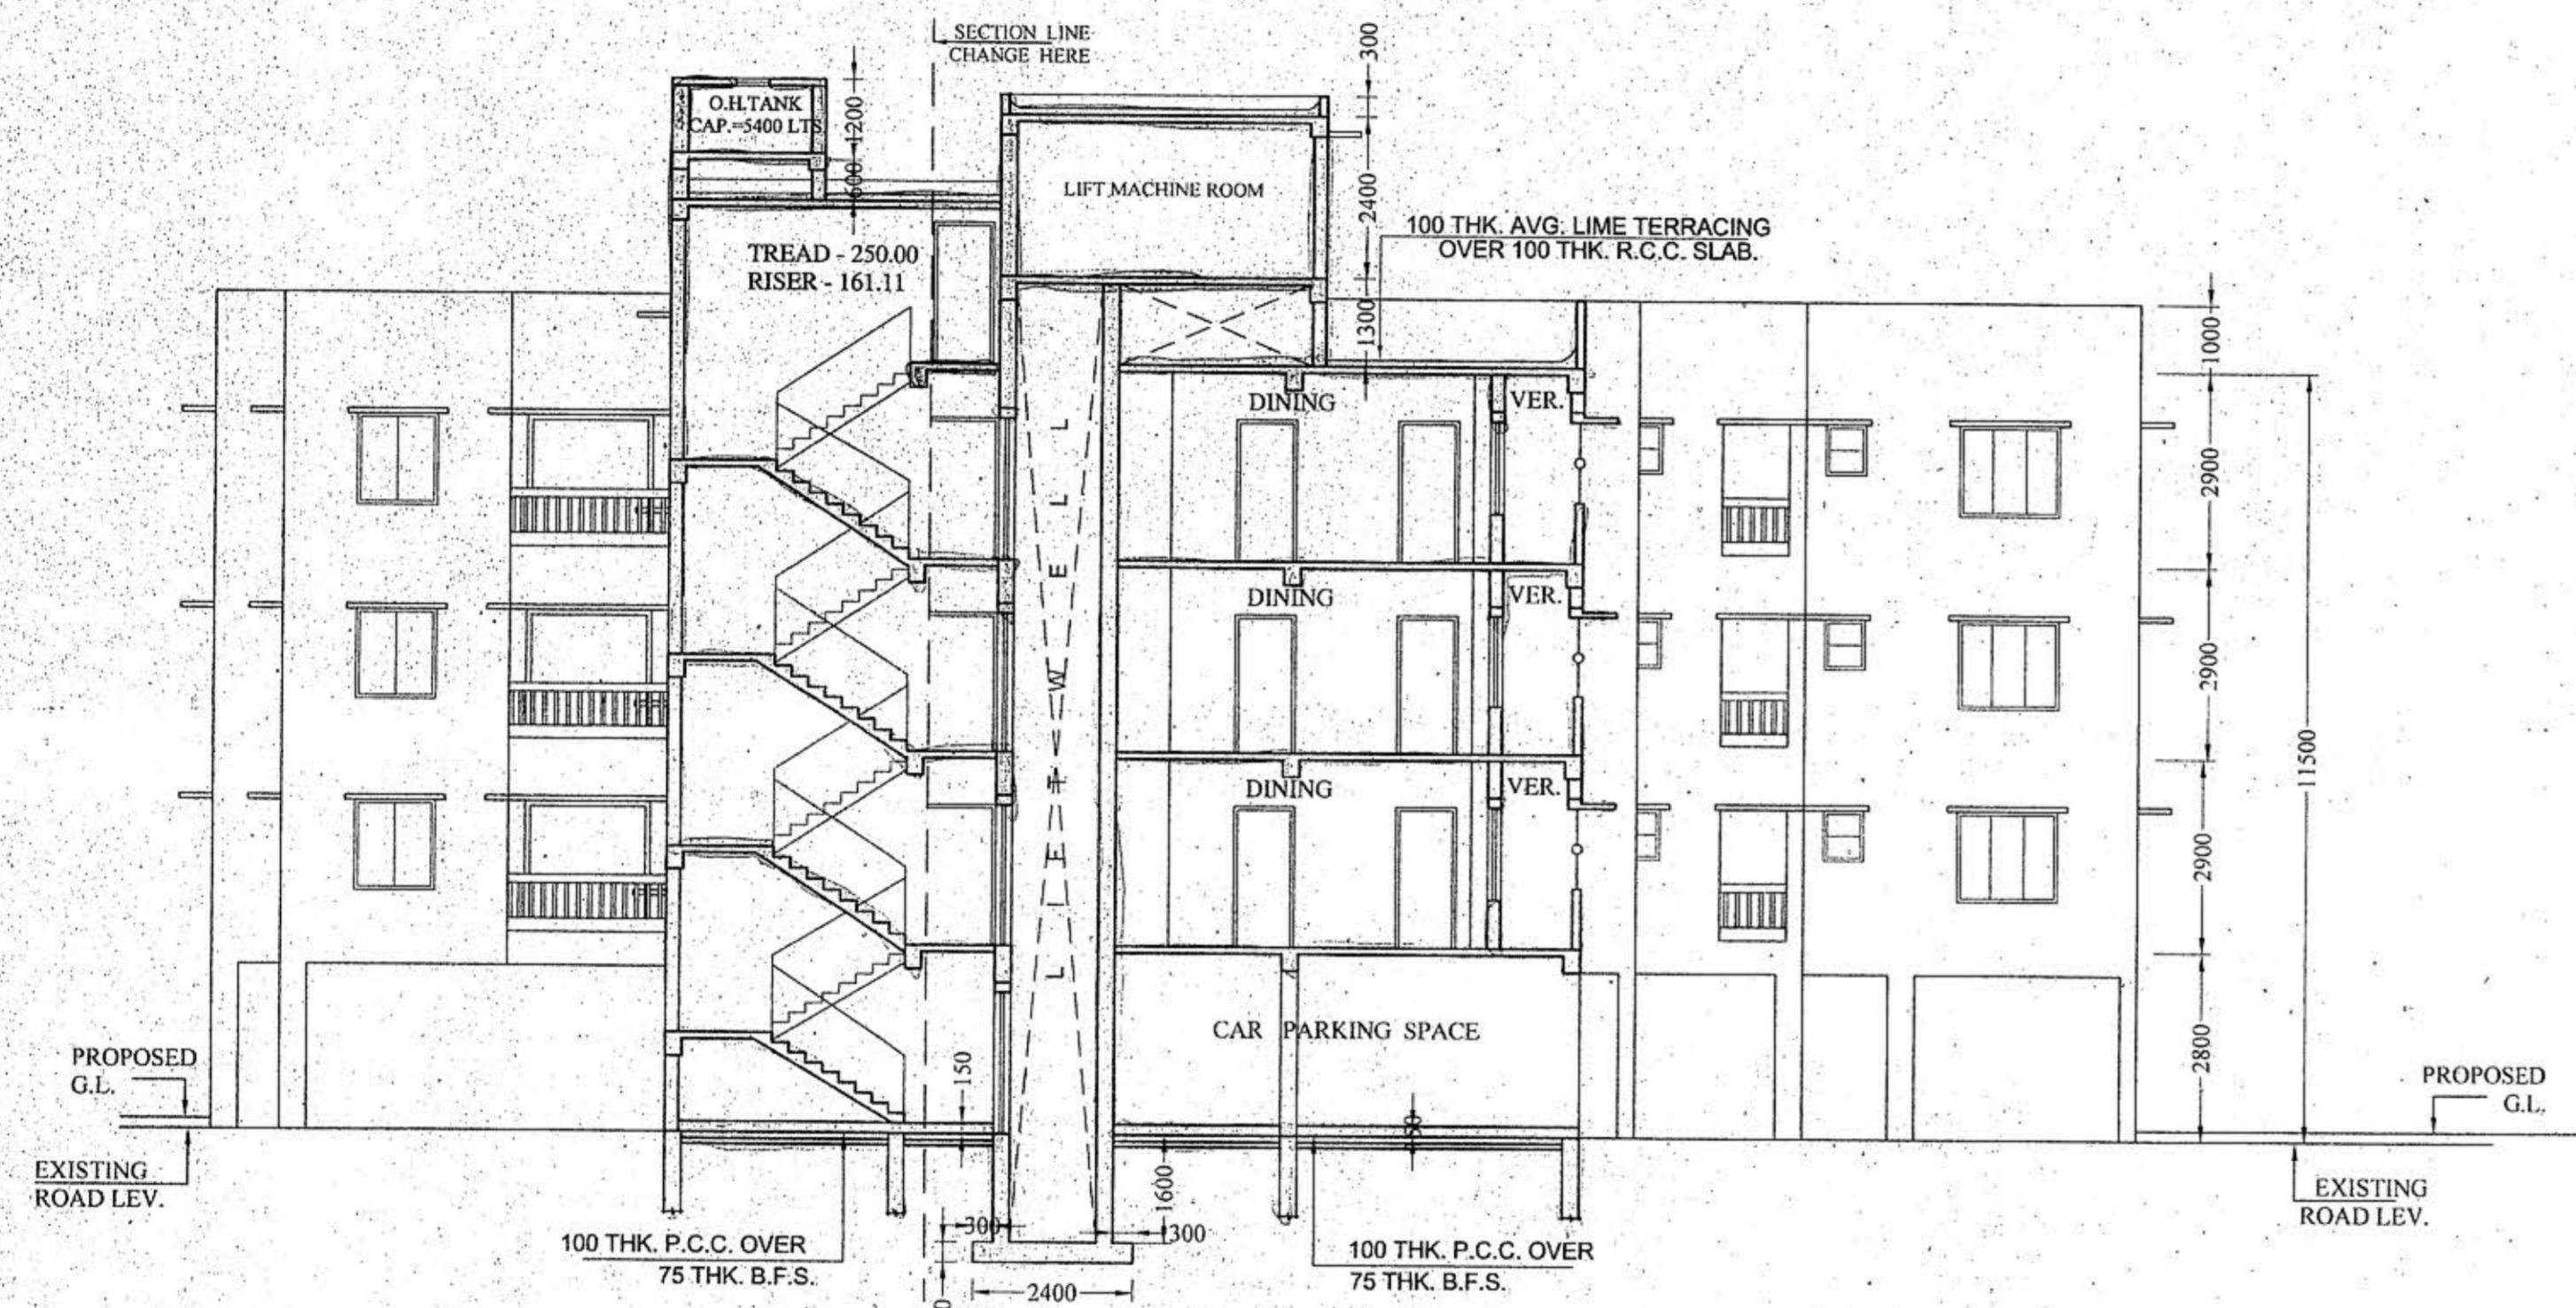 SECTION LINE
CHANGE HERE
300
O.H.TANK
CAP.=5400 LTS
1200
600
LIFT MACHINE ROOM
2400
100 THK. AVG. LIME TERRACING
OVER 100 THK. R.C.C. SLAB.
TREAD - 250.00
RISER - 161.11
1300
1000
DINING
VER.
2900
DINING
VER.
2900
DINING
VER.
2900
11500
LIFT WELL
CAR PARKING SPACE
2800
150
PROPOSED
G.L.
PROPOSED
G.L.
EXISTING
ROAD LEV.
EXISTING
ROAD LEV.
1600
300
300
100 THK. P.C.C. OVER
75 THK. B.F.S.
100 THK. P.C.C. OVER
75 THK. B.F.S.
2400